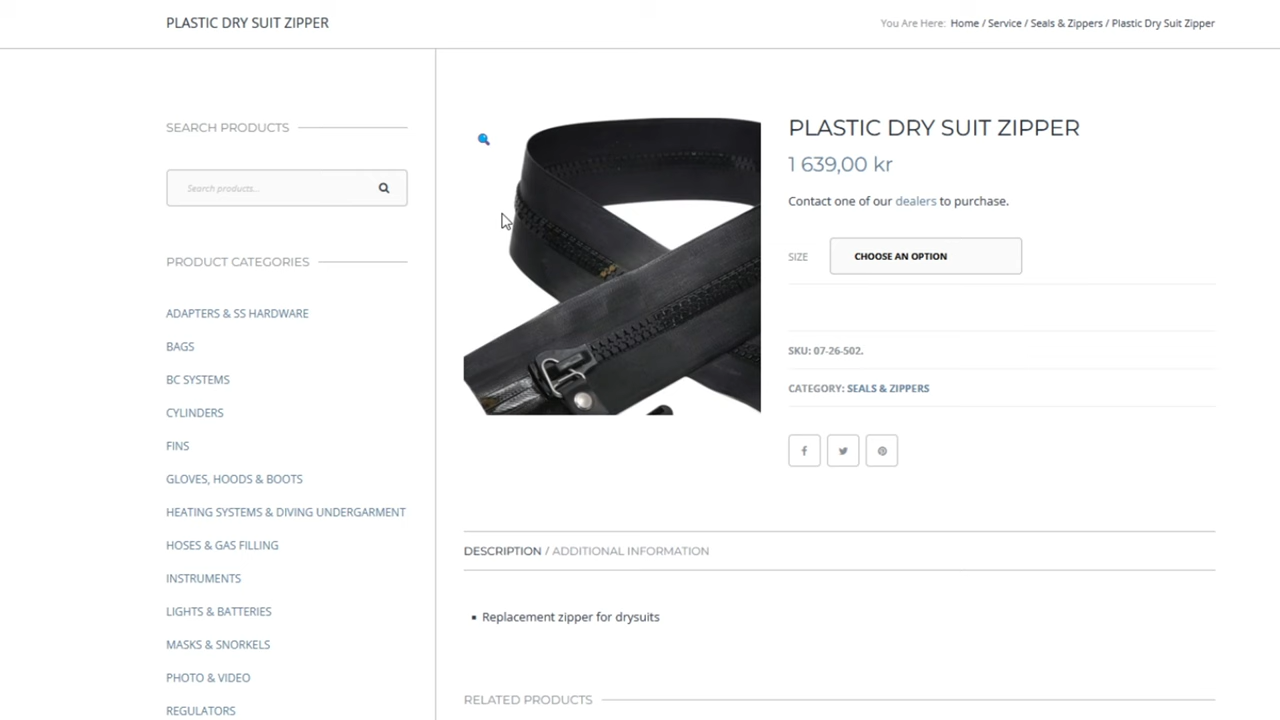 PLASTIC DRY SUIT ZIPPER
You Are Here: Home / Service / Seals & Zippers / Plastic Dry Suit Zipper
SEARCH PRODUCTS
Search products...
PRODUCT CATEGORIES
ADAPTERS & SS HARDWARE
BAGS
BC SYSTEMS
CYLINDERS
FINS
GLOVES, HOODS & BOOTS
HEATING SYSTEMS & DIVING UNDERGARMENT
HOSES & GAS FILLING
INSTRUMENTS
LIGHTS & BATTERIES
MASKS & SNORKELS
PHOTO & VIDEO
REGULATORS
PLASTIC DRY SUIT ZIPPER
1 639,00 kr
Contact one of our dealers to purchase.
SIZE CHOOSE AN OPTION
SKU: 07-26-502.
CATEGORY: SEALS & ZIPPERS
DESCRIPTION / ADDITIONAL INFORMATION
▪ Replacement zipper for drysuits
RELATED PRODUCTS